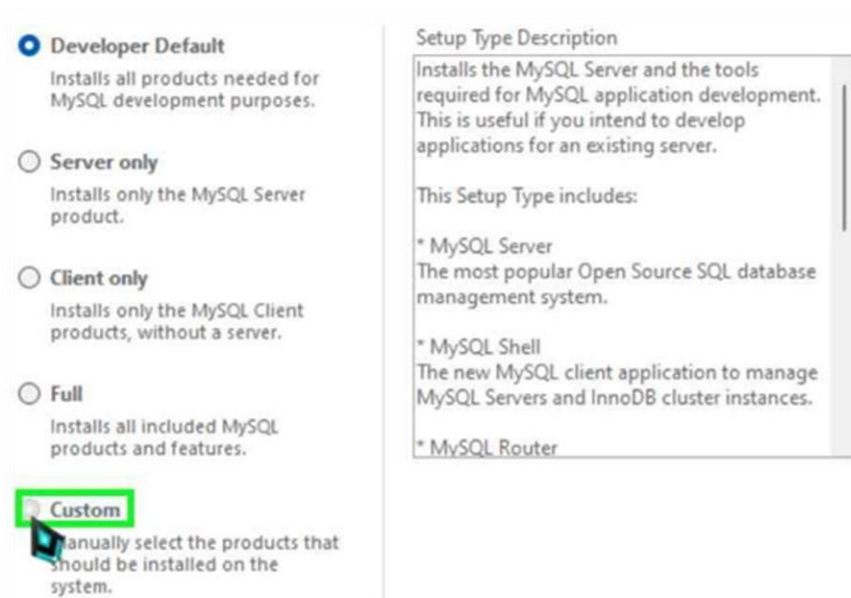 Developer Default
Installs all products needed for
MySQL development purposes.
Server only
Installs only the MySQL Server
product.
Client only
Installs only the MySQL Client
products, without a server.
Full
Installs all included MySQL
products and features.
Custom
Manually select the products that
should be installed on the
system.
Setup Type Description
Installs the MySQL Server and the tools
required for MySQL application development.
This is useful if you intend to develop
applications for an existing server.
This Setup Type includes:
* MySQL Server
The most popular Open Source SQL database
management system.
* MySQL Shell
The new MySQL client application to manage
MySQL Servers and InnoDB cluster instances.
* MySQL Router